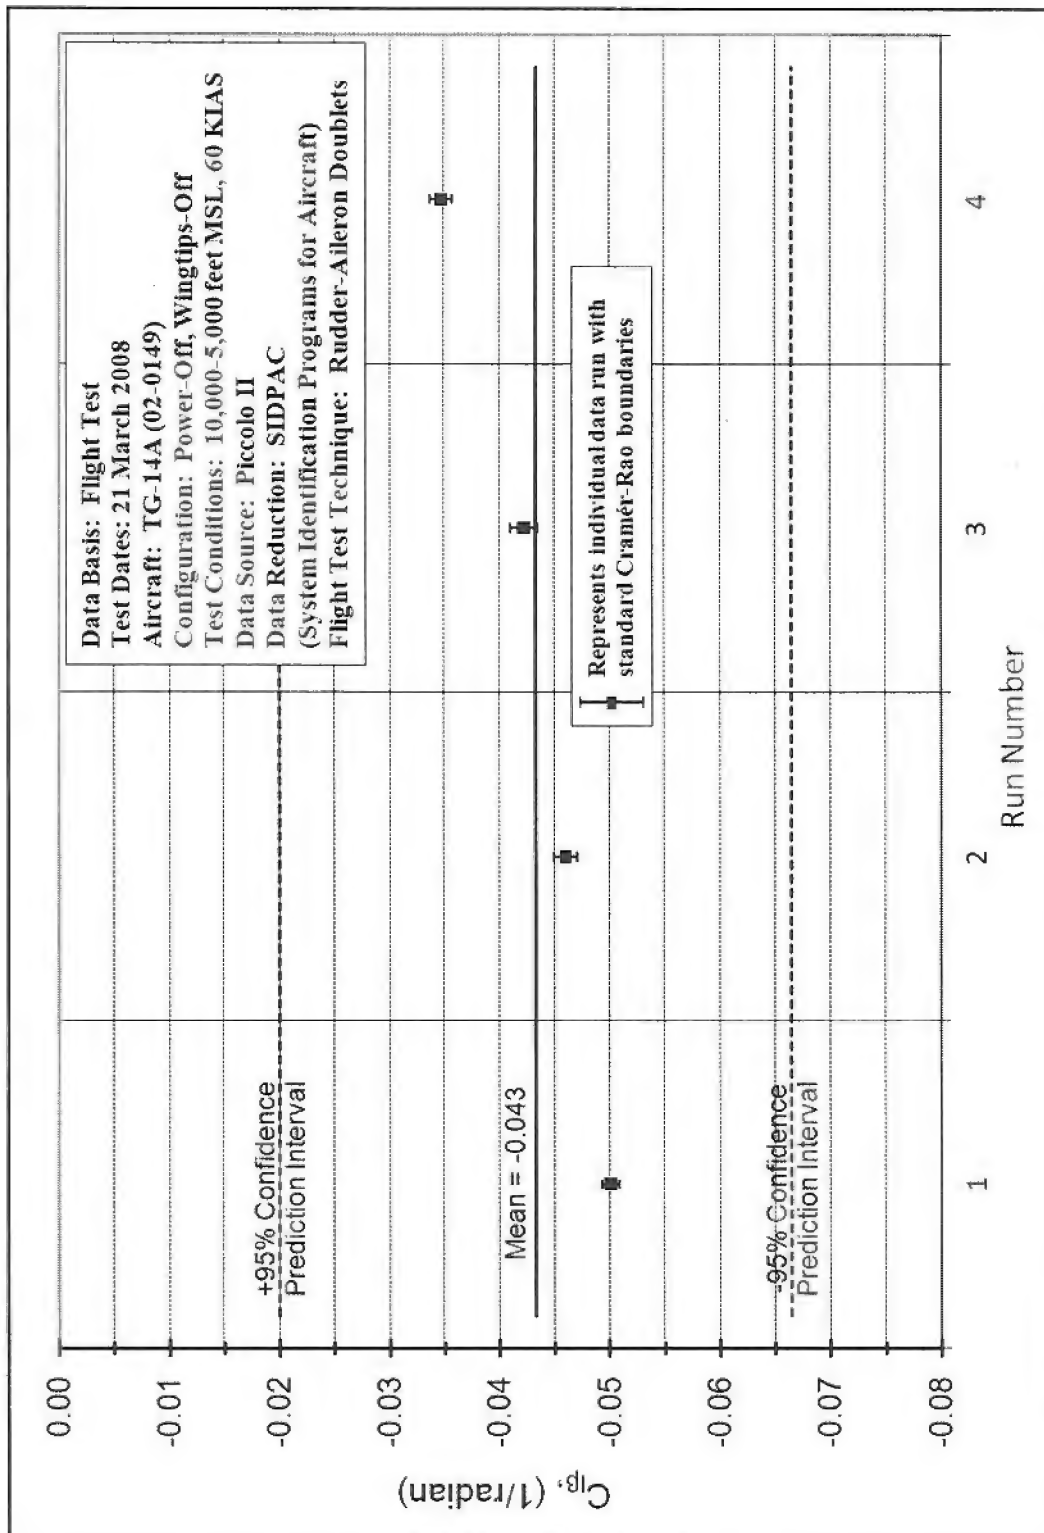 Data Basis: Flight Test
Test Dates: 21 March 2008
Aircraft: TG-14A (02-0149)
Configuration: Power-Off, Wingtips-Off
Test Conditions: 10,000-5,000 feet MSL, 60 KIAS
Data Source: Piccolo II
Data Reduction: SIDPAC
(System Identification Programs for Aircraft)
Flight Test Technique: Rudder-Aileron Doublets
+95% Confidence
Prediction Interval
Mean = -0.043
Represents individual data run with
standard Cramér-Rao boundaries
-95% Confidence
Prediction Interval
0.00
-0.01
-0.02
-0.03
-0.04
-0.05
-0.06
-0.07
-0.08
C_lβ, (1/radian)
1
2
3
4
Run Number